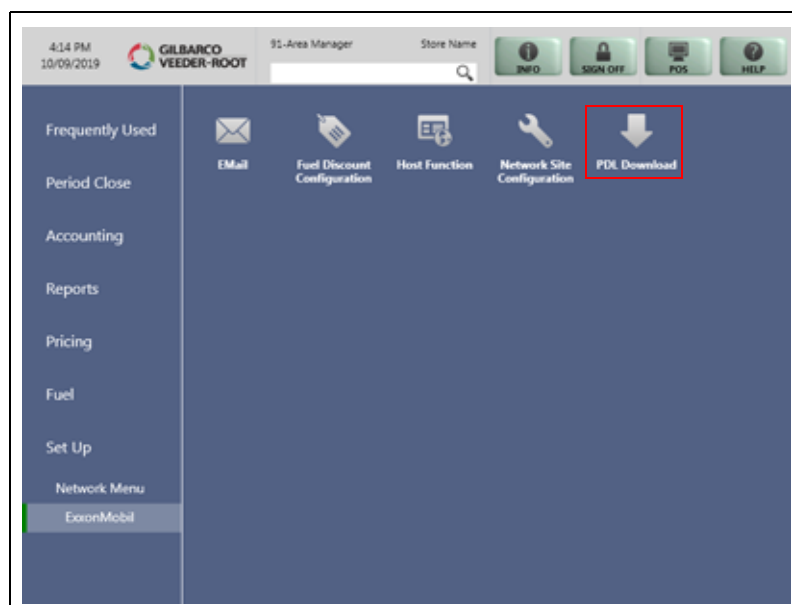 4:14 PM
10/09/2019
GILBARCO
VEEDER-ROOT
91-Area Manager
Store Name
INFO
SIGN OFF
POS
HELP
Frequently Used
Period Close
Accounting
Reports
Pricing
Fuel
Set Up
Network Menu
ExxonMobil
EMail
Fuel Discount
Configuration
Host Function
Network Site
Configuration
PDL Download